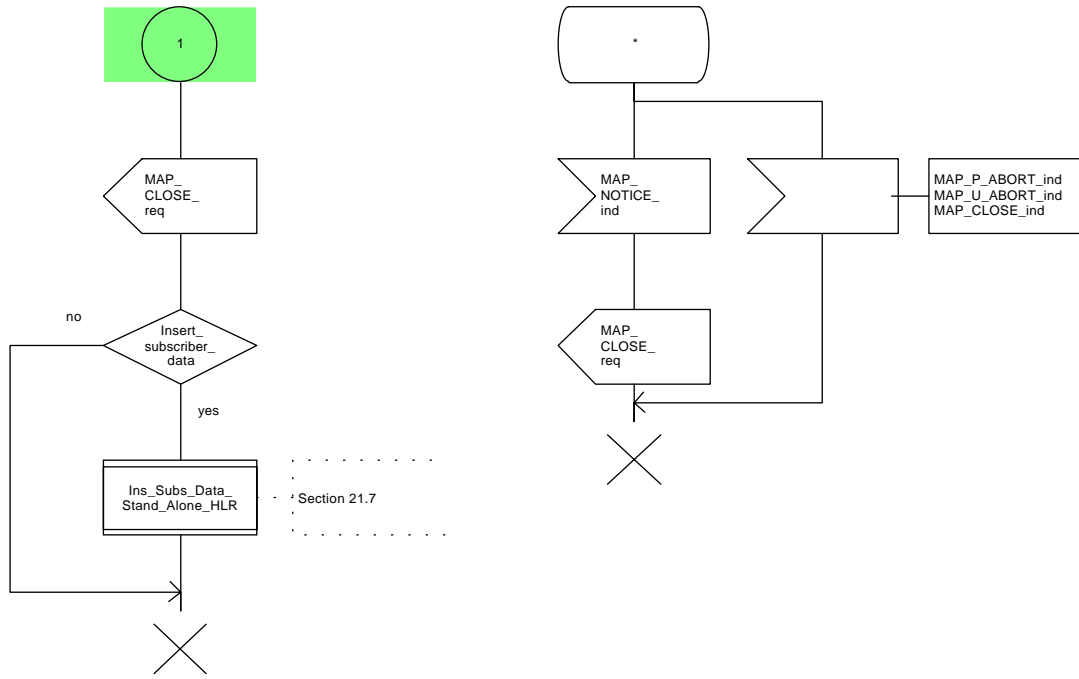 1
MAP_
CLOSE_
req
no
Insert_
subscriber_
data
yes
Ins_Subs_Data_
Stand_Alone_HLR
Section 21.7
*
MAP_
NOTICE_
ind
MAP_P_ABORT_ind
MAP_U_ABORT_ind
MAP_CLOSE_ind
MAP_
CLOSE_
req